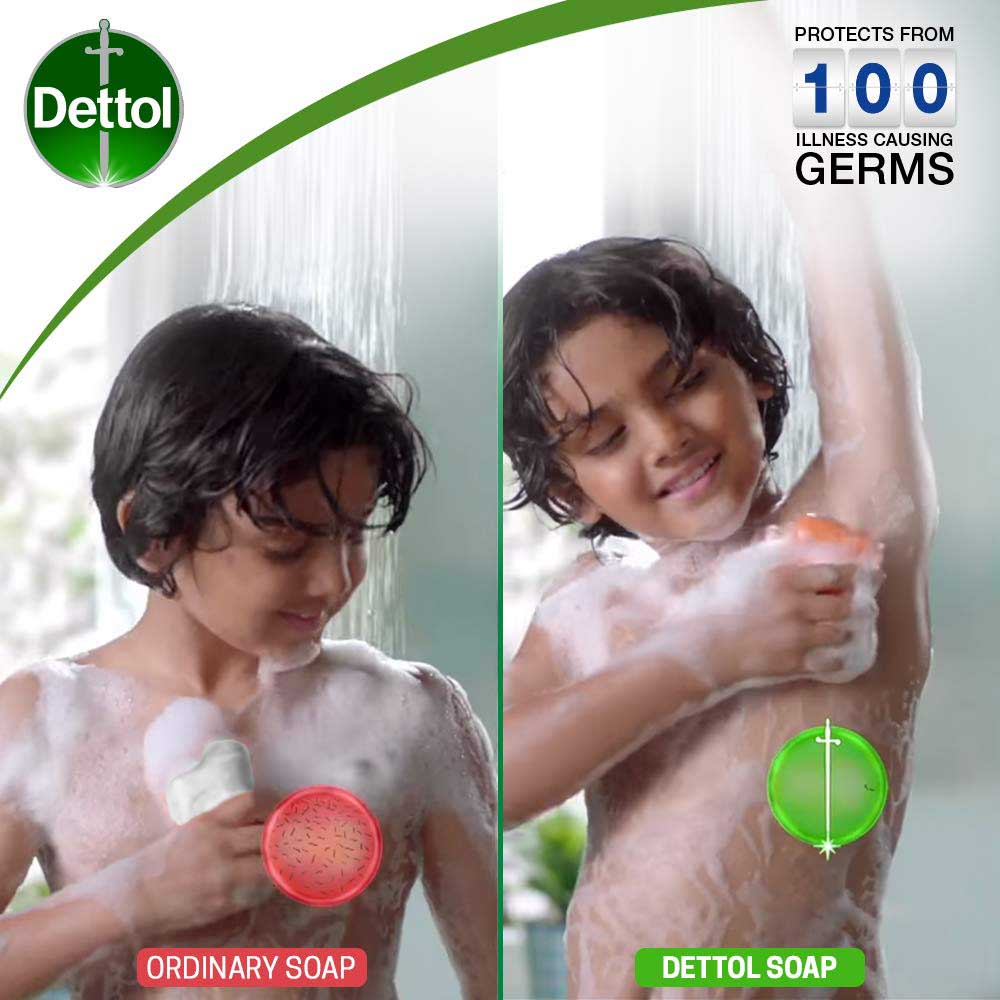 Dettol
PROTECTS FROM
100
ILLNESS CAUSING
GERMS
ORDINARY SOAP
DETTOL SOAP